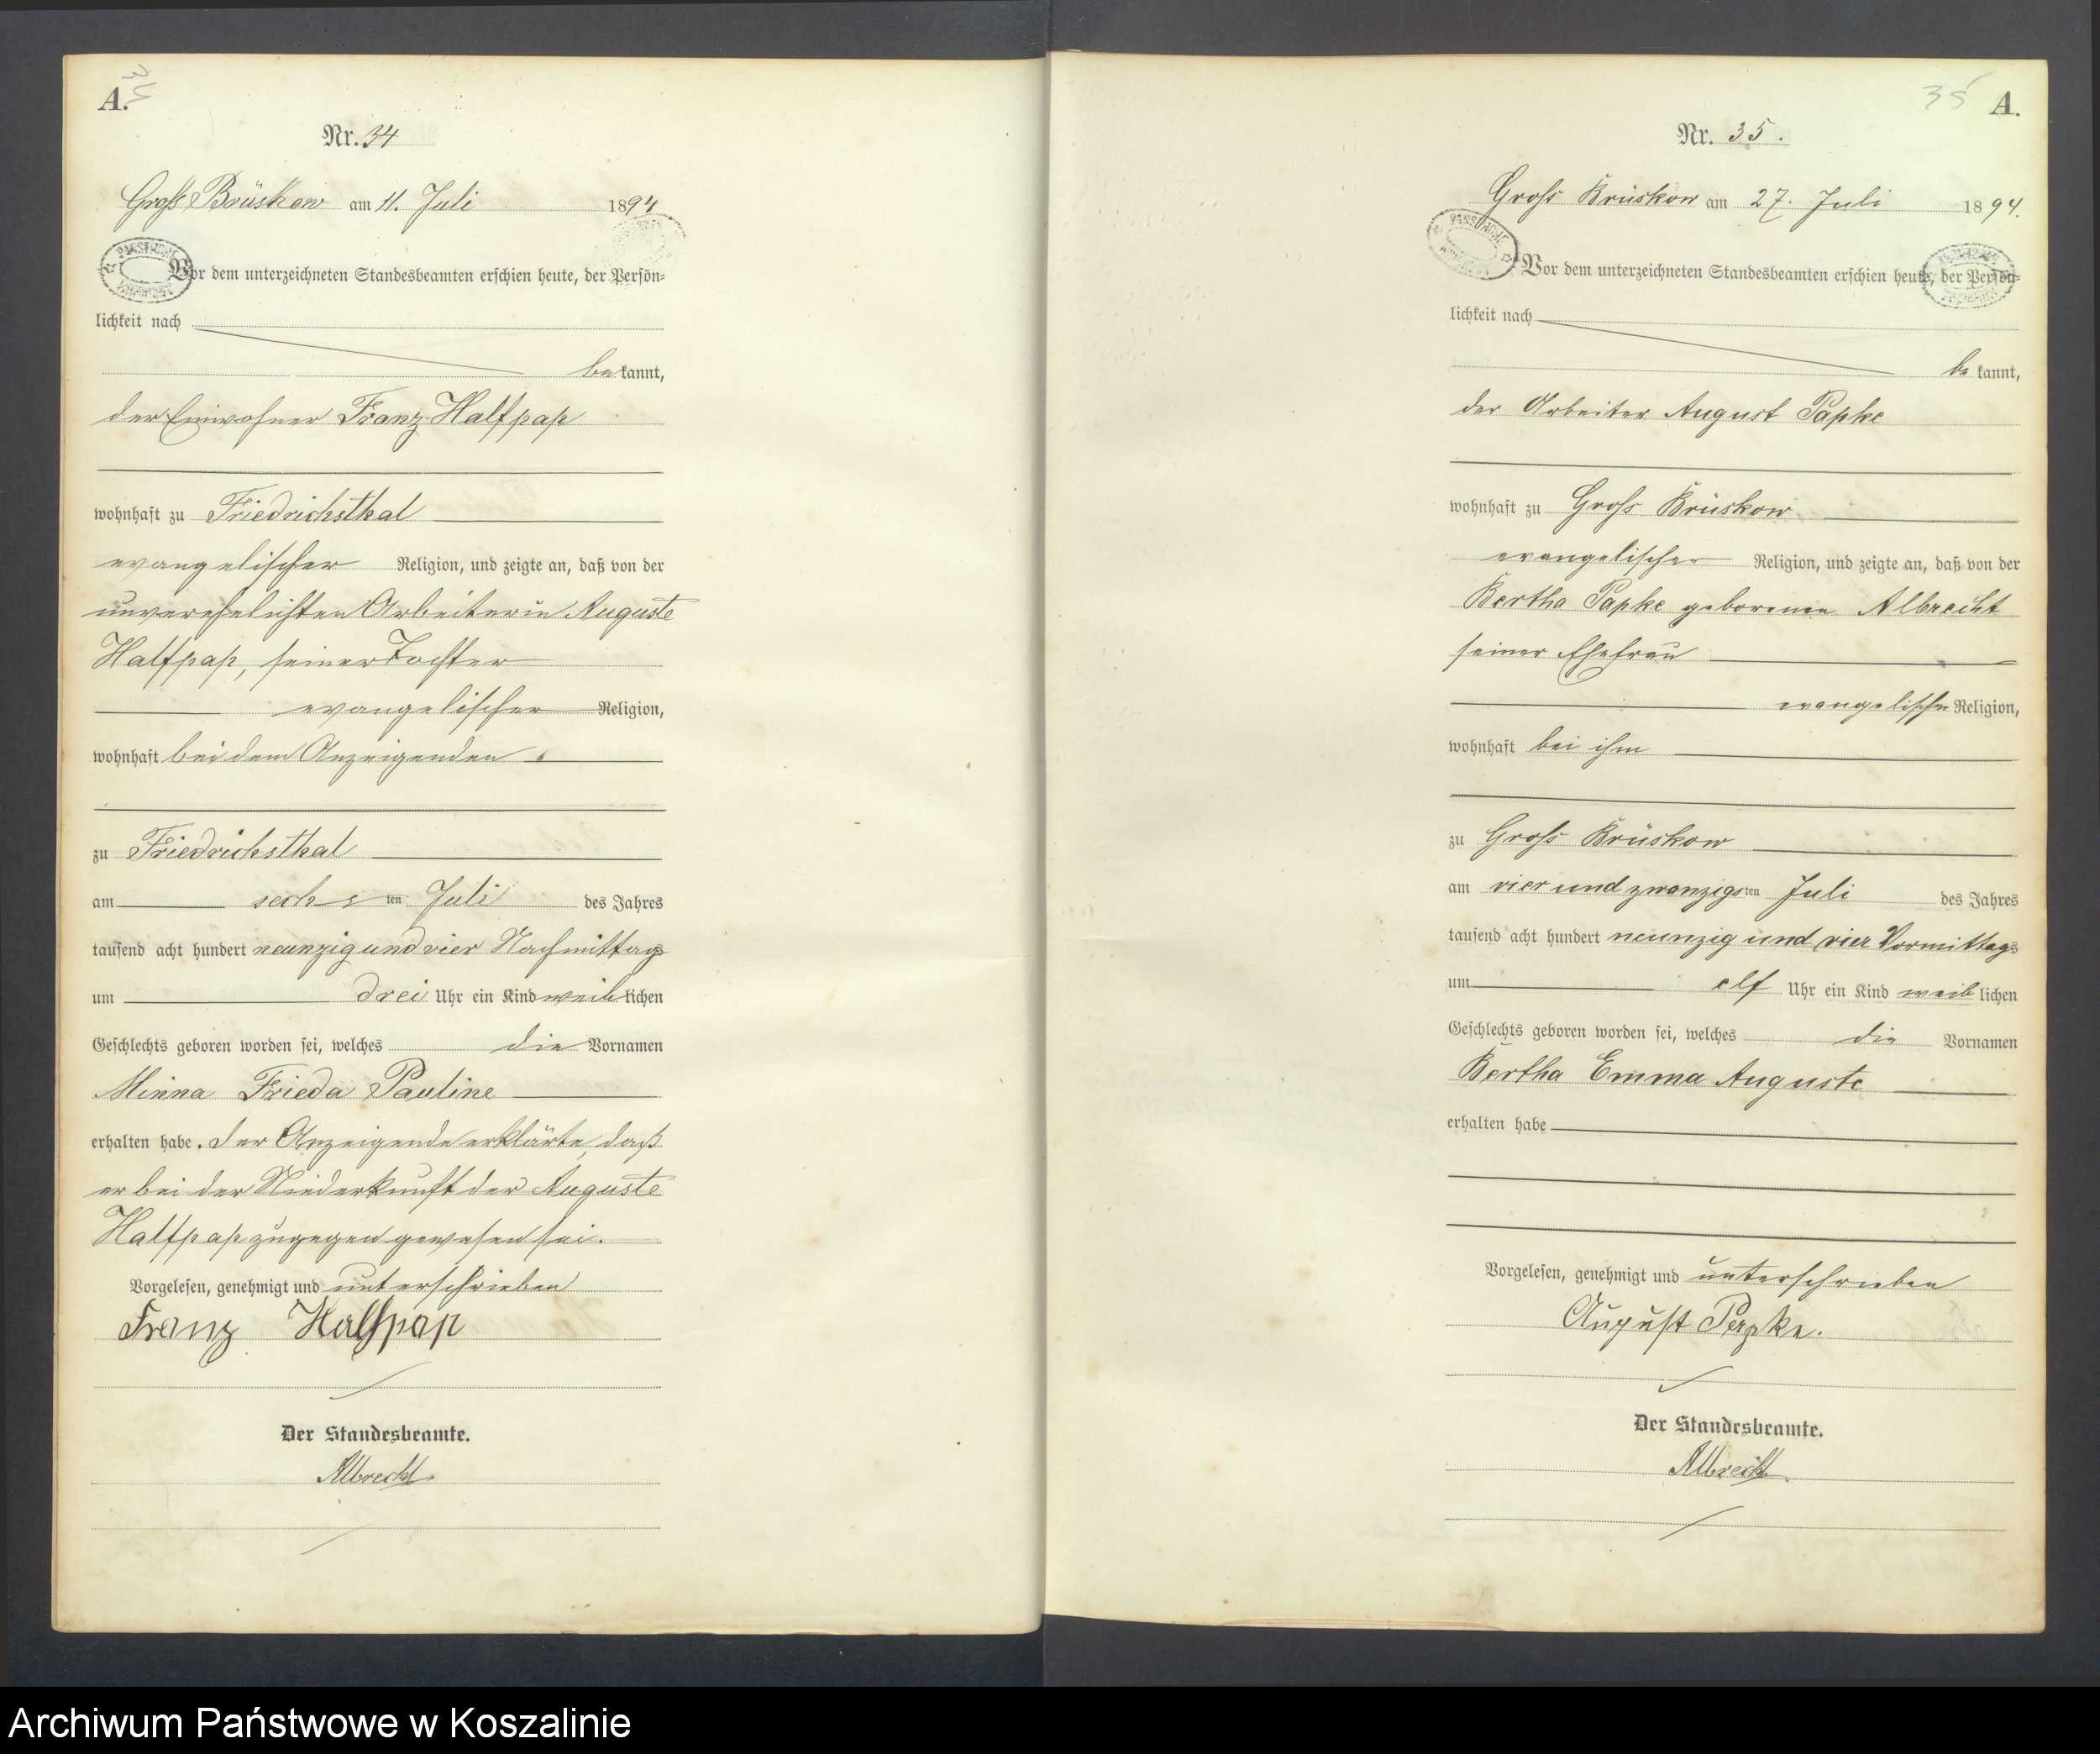 34
A.
Nr. 34
Groß Brüskow am 11. Juli 1894
Vor dem unterzeichneten Standesbeamten erschien heute, der Persön=
lichkeit nach
bekannt,
der Einwohner Franz Halfpap
wohnhaft zu Friedrichsthal
evangelischer Religion, und zeigte an, daß von der
unverehelichten Arbeiterin Auguste
Halfpap, seiner Tochter
evangelischer Religion,
wohnhaft bei dem Anzeigenden
zu Friedrichsthal
am sechsten Juli des Jahres
tausend acht hundert neunzig und vier Nachmittags
um drei Uhr ein Kind weiblichen
Geschlechts geboren worden sei, welches die Vornamen
Minna Frieda Pauline
erhalten habe. Der Anzeigende erklärte, daß
er bei der Niederkunft der Auguste
Halfpap zugegen gewesen sei.
Vorgelesen, genehmigt und unterschrieben
Franz Halfpap
Der Standesbeamte.
Albrecht
35 A.
Nr. 35.
Groß Brüskow am 27. Juli 1894.
Vor dem unterzeichneten Standesbeamten erschien heute, der Persön=
lichkeit nach
bekannt,
der Arbeiter August Papke
wohnhaft zu Groß Brüskow
evangelischer Religion, und zeigte an, daß von der
Bertha Papke geborenen Albrecht
seiner Ehefrau
evangelischer Religion,
wohnhaft bei ihm
zu Groß Brüskow
am vier und zwanzigsten Juli des Jahres
tausend acht hundert neunzig und vier Vormittags
um elf Uhr ein Kind weiblichen
Geschlechts geboren worden sei, welches die Vornamen
Bertha Emma Auguste
erhalten habe
Vorgelesen, genehmigt und unterschrieben
August Papke.
Der Standesbeamte.
Albrecht.
Archiwum Państwowe w Koszalinie